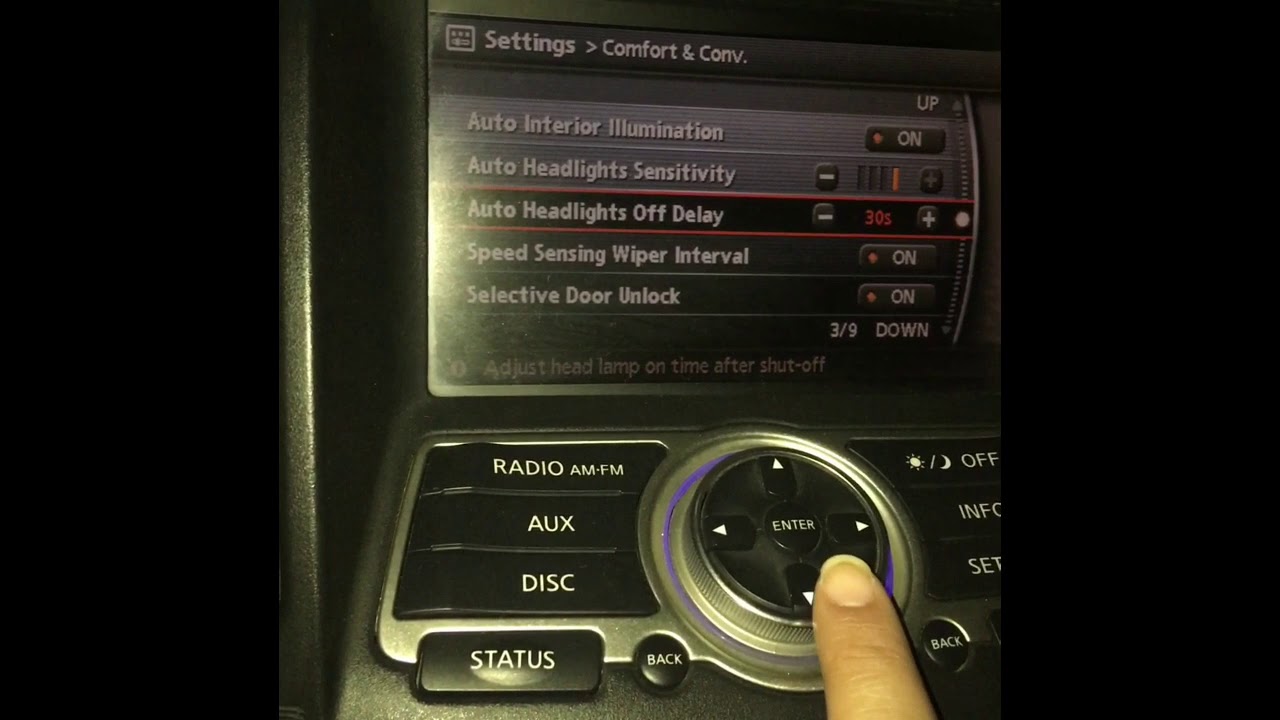 Settings > Comfort & Conv.
UP
Auto Interior Illumination ON
Auto Headlights Sensitivity
Auto Headlights Off Delay 30s
Speed Sensing Wiper Interval ON
Selective Door Unlock ON
3/9 DOWN
Adjust head lamp on time after shut-off
RADIO AM·FM
AUX
DISC
STATUS
BACK
ENTER
OFF
INFO
SET
BACK